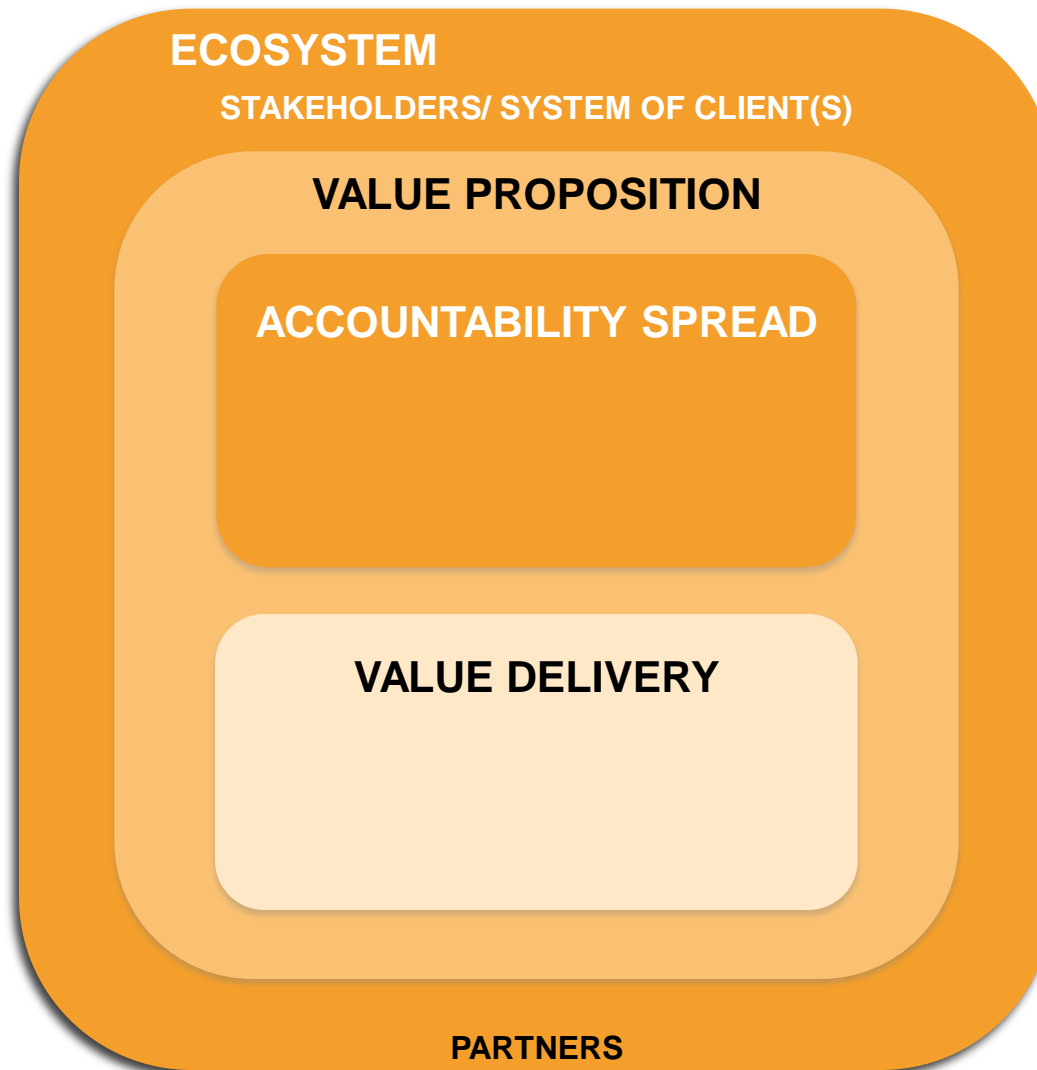 ECOSYSTEM
STAKEHOLDERS/ SYSTEM OF CLIENT(S)
VALUE PROPOSITION
ACCOUNTABILITY SPREAD
VALUE DELIVERY
PARTNERS